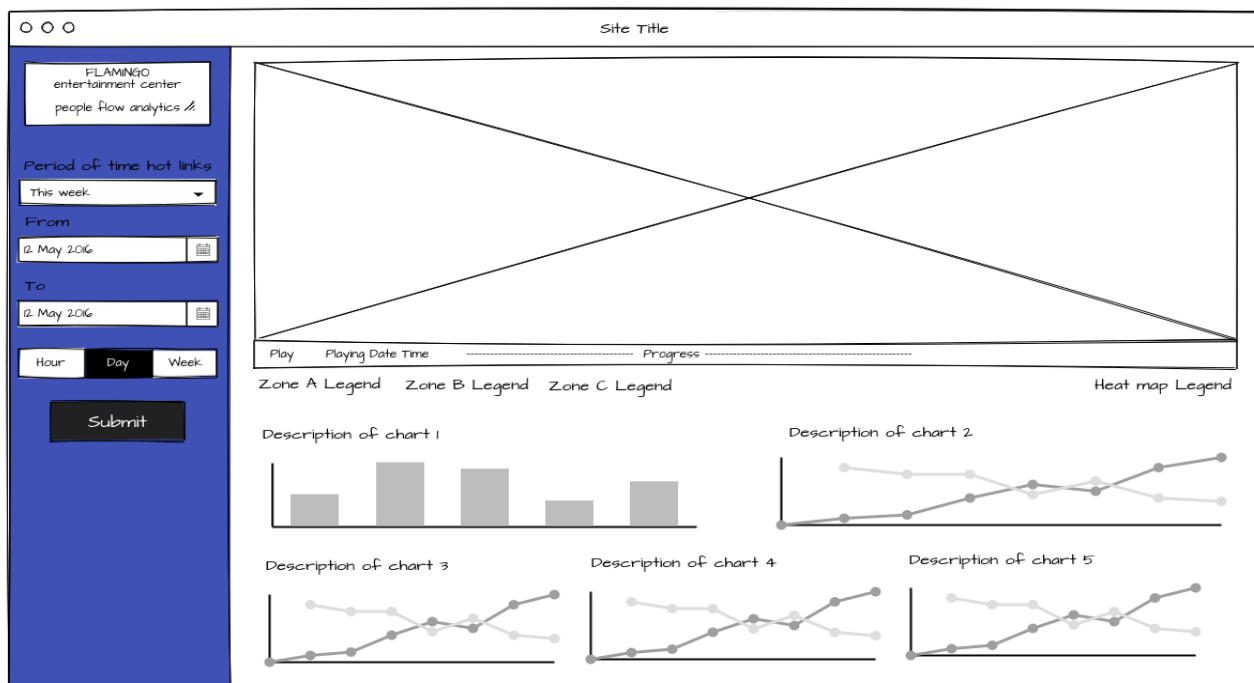 Site Title
FLAMINGO
entertainment center
people flow analytics
Period of time hot links
This week
From
12 May 2016
To
12 May 2016
Hour Day Week
Submit
Play Playing Date Time ---------------------------------- Progress ------------------------------------------
Zone A Legend Zone B Legend Zone C Legend Heat map Legend
Description of chart 1 Description of chart 2
Description of chart 3 Description of chart 4 Description of chart 5